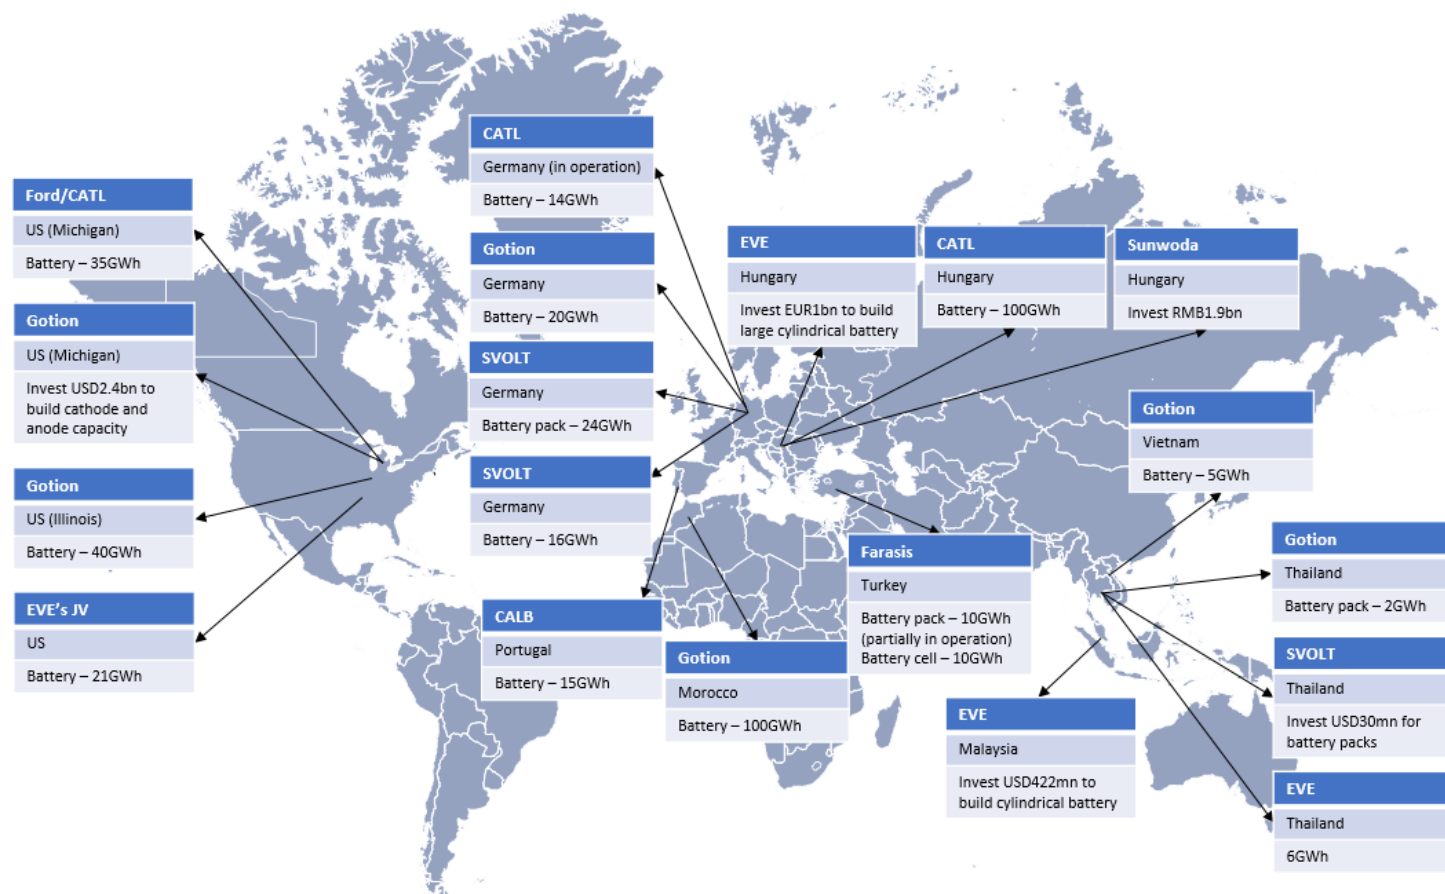 Ford/CATL
US (Michigan)
Battery – 35GWh
Gotion
US (Michigan)
Invest USD2.4bn to
build cathode and
anode capacity
Gotion
US (Illinois)
Battery – 40GWh
EVE's JV
US
Battery – 21GWh
CATL
Germany (in operation)
Battery – 14GWh
Gotion
Germany
Battery – 20GWh
SVOLT
Germany
Battery pack – 24GWh
SVOLT
Germany
Battery – 16GWh
CALB
Portugal
Battery – 15GWh
Gotion
Morocco
Battery – 100GWh
EVE
Hungary
Invest EUR1bn to build
large cylindrical battery
CATL
Hungary
Battery – 100GWh
Sunwoda
Hungary
Invest RMB1.9bn
Farasis
Turkey
Battery pack – 10GWh
(partially in operation)
Battery cell – 10GWh
Gotion
Vietnam
Battery – 5GWh
EVE
Malaysia
Invest USD422mn to
build cylindrical battery
Gotion
Thailand
Battery pack – 2GWh
SVOLT
Thailand
Invest USD30mn for
battery packs
EVE
Thailand
6GWh